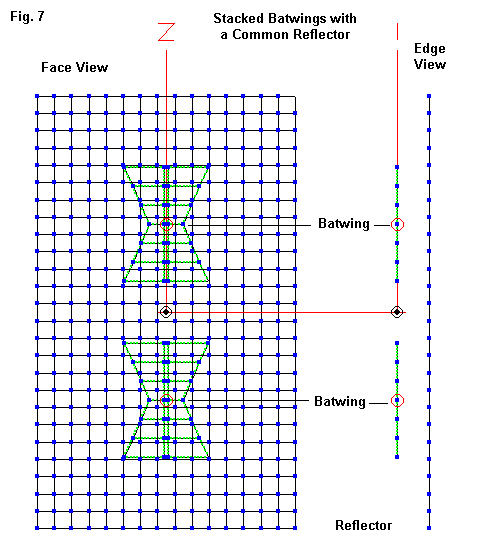 Fig. 7
Stacked Batwings with
a Common Reflector
Z
Edge
View
Face View
Batwing
Batwing
Reflector